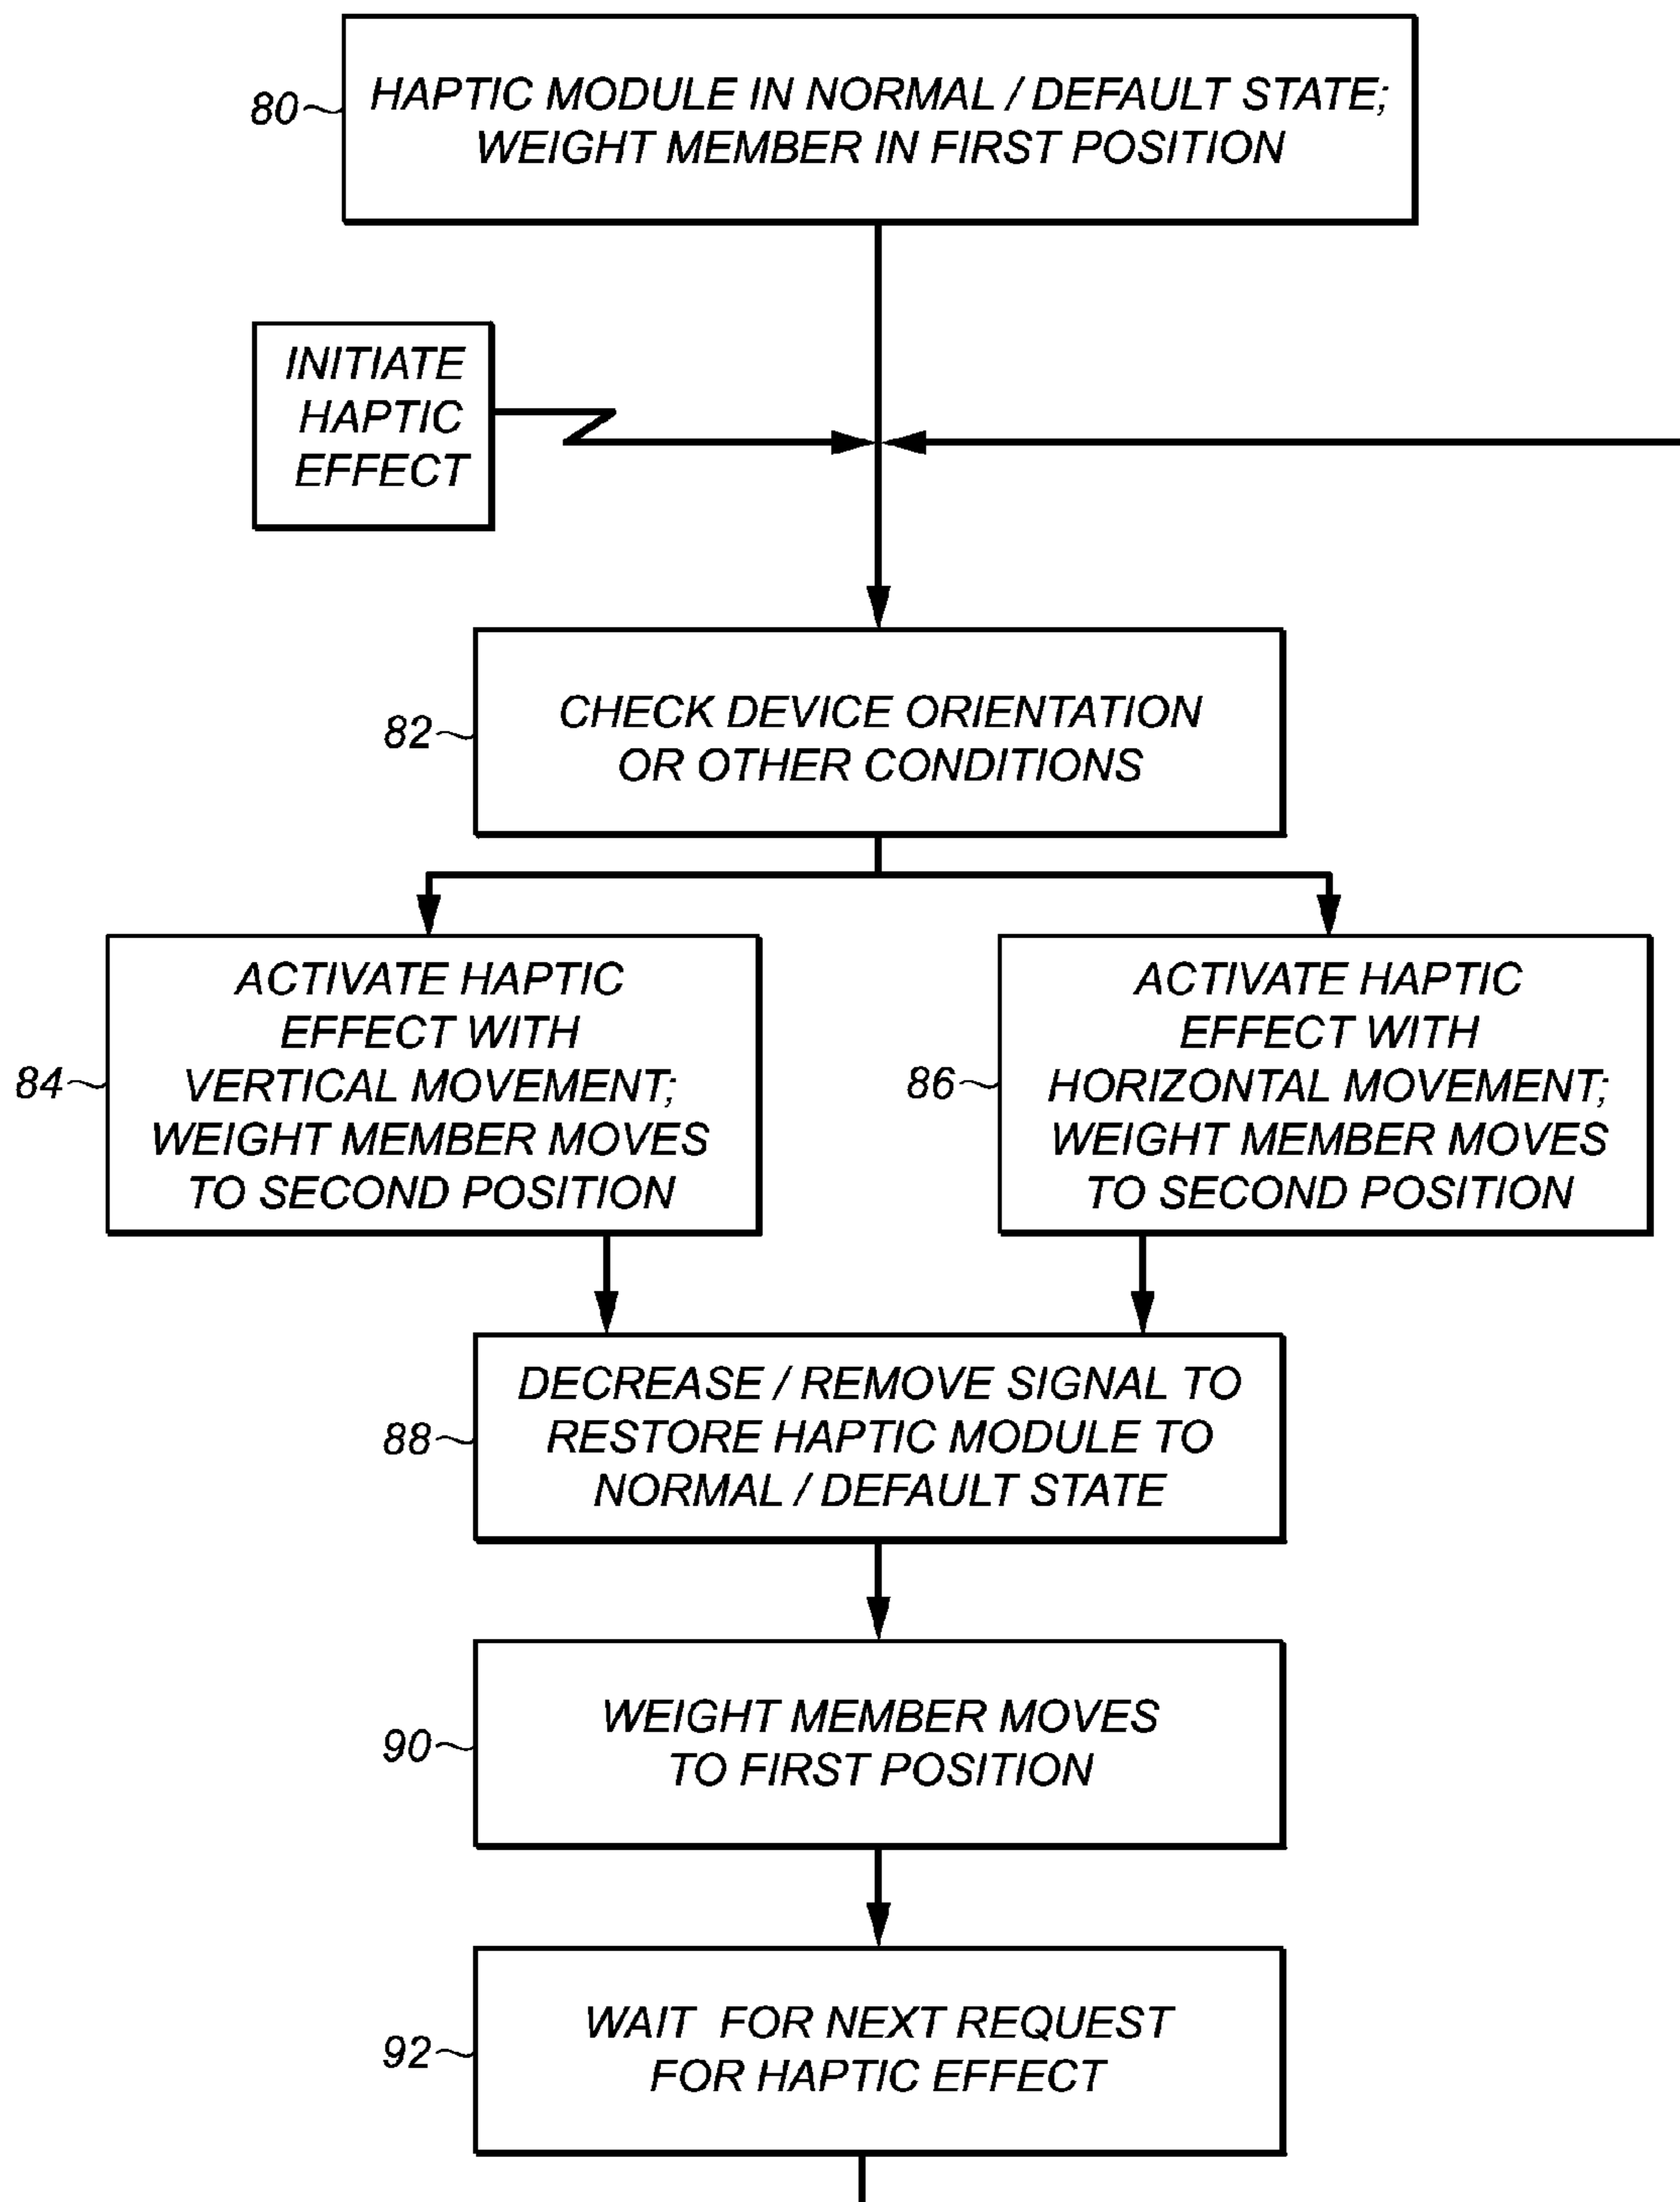 80
HAPTIC MODULE IN NORMAL / DEFAULT STATE;
WEIGHT MEMBER IN FIRST POSITION
INITIATE
HAPTIC
EFFECT
82
CHECK DEVICE ORIENTATION
OR OTHER CONDITIONS
84
ACTIVATE HAPTIC
EFFECT WITH
VERTICAL MOVEMENT;
WEIGHT MEMBER MOVES
TO SECOND POSITION
86
ACTIVATE HAPTIC
EFFECT WITH
HORIZONTAL MOVEMENT;
WEIGHT MEMBER MOVES
TO SECOND POSITION
88
DECREASE / REMOVE SIGNAL TO
RESTORE HAPTIC MODULE TO
NORMAL / DEFAULT STATE
90
WEIGHT MEMBER MOVES
TO FIRST POSITION
92
WAIT FOR NEXT REQUEST
FOR HAPTIC EFFECT